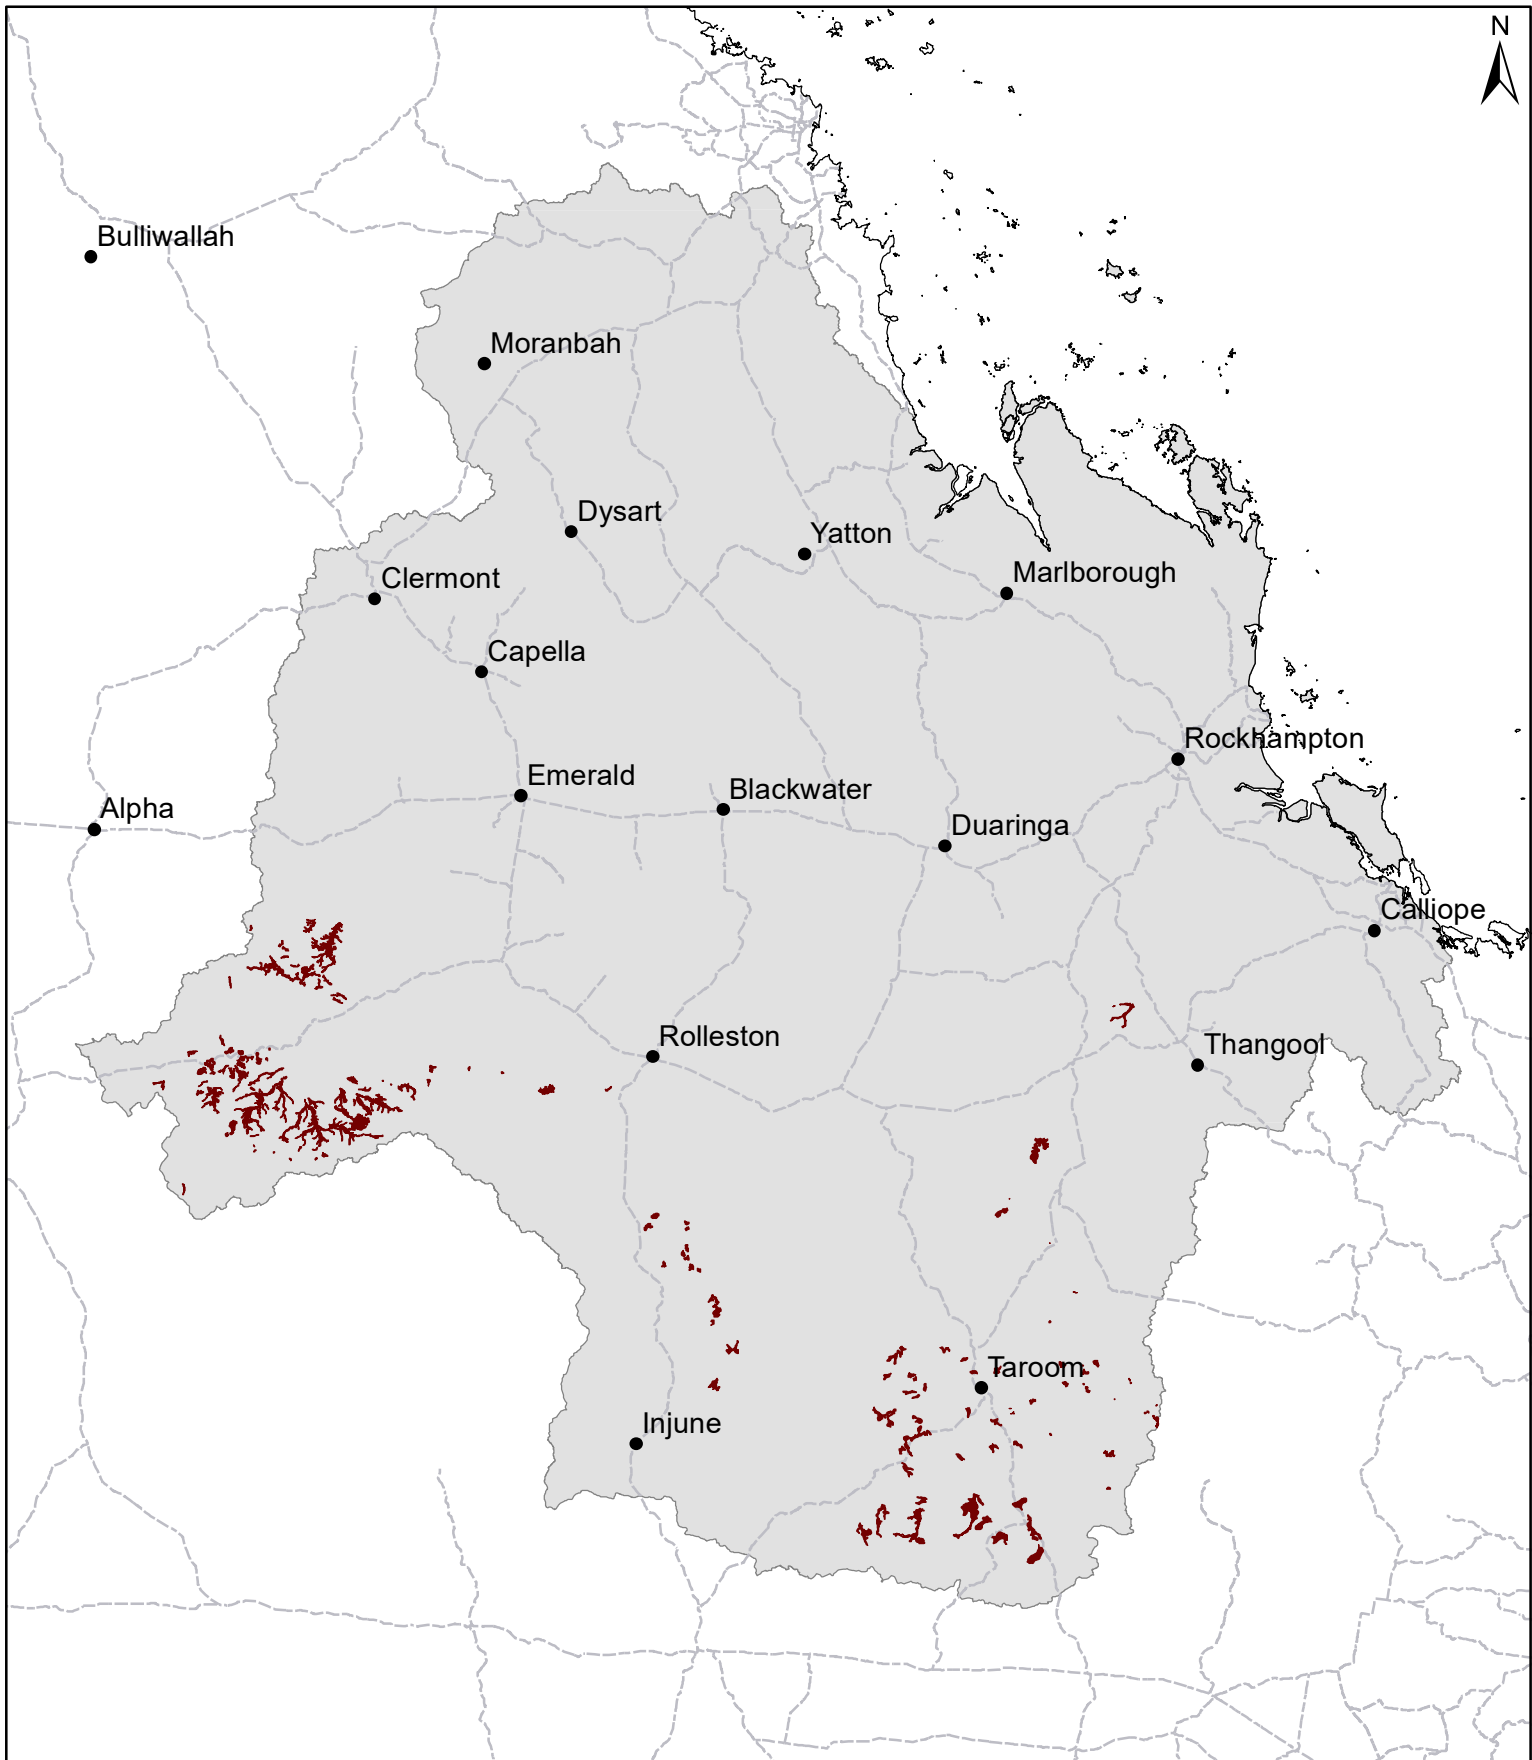 N
Bulliwallah
Moranbah
Dysart
Yatton
Clermont
Marlborough
Capella
Rockhampton
Emerald
Blackwater
Alpha
Duaringa
Calliope
Rolleston
Thangool
Taroom
Injune